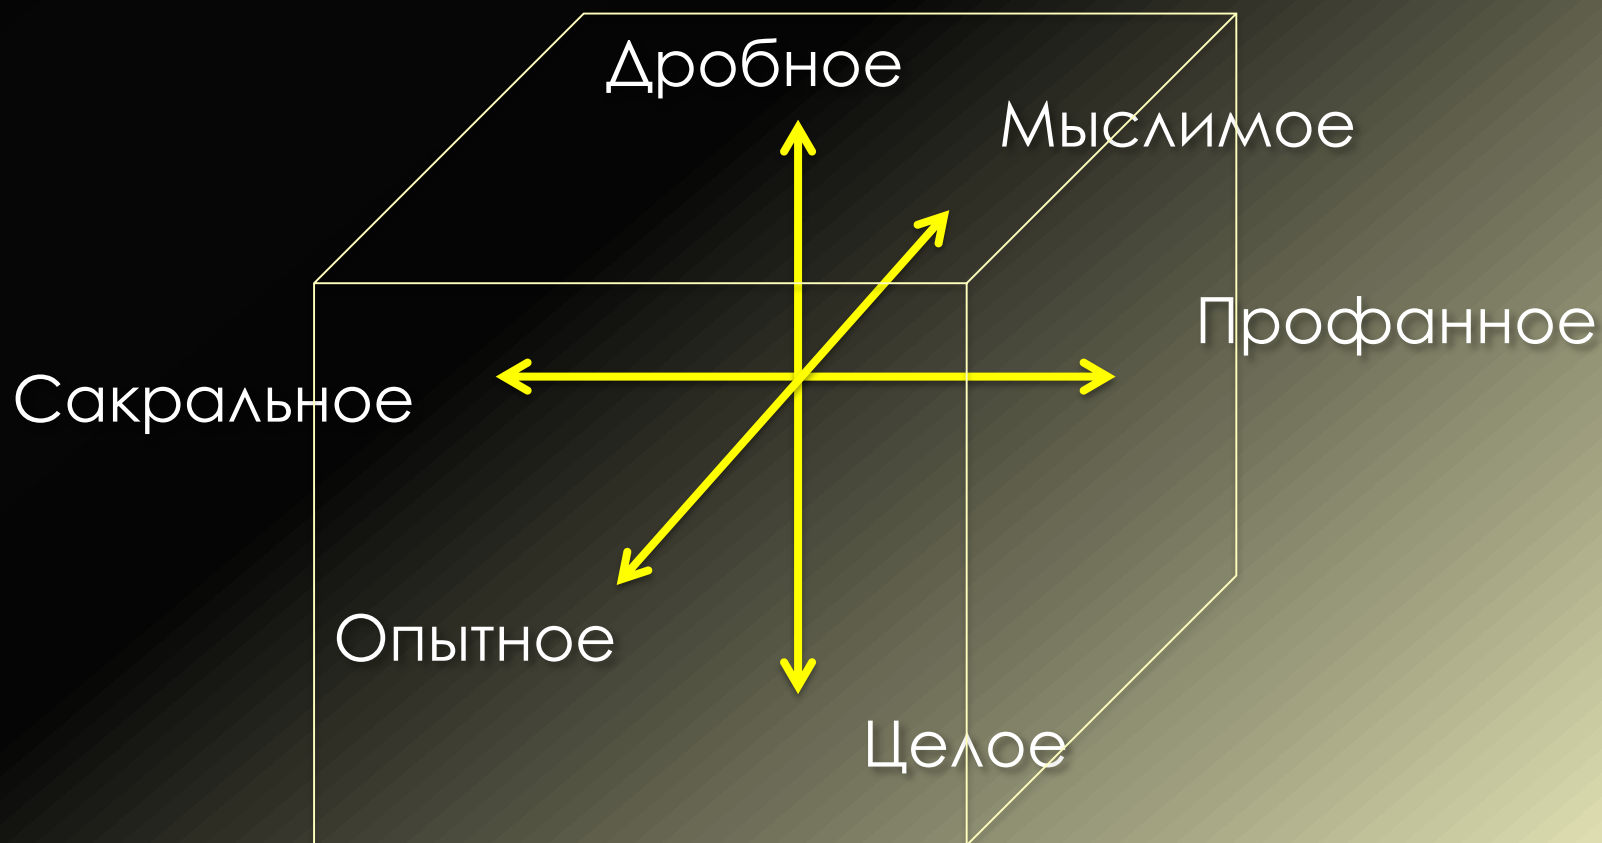 Дробное
Мыслимое
Профанное
Сакральное
Опытное
Целое